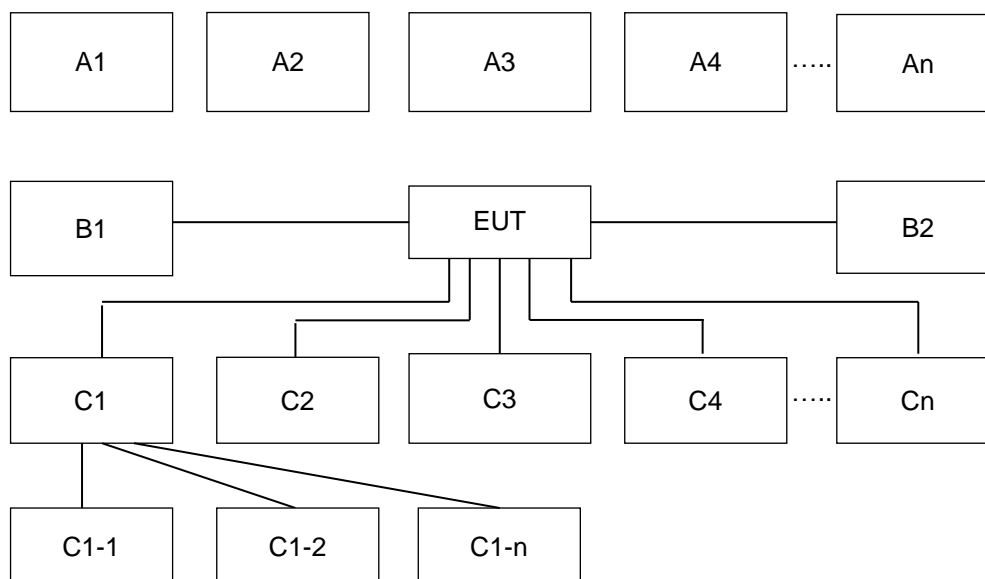 A1 A2 A3 A4 ….. An
B1 EUT B2
C1 C2 C3 C4 ….. Cn
C1-1 C1-2 C1-n